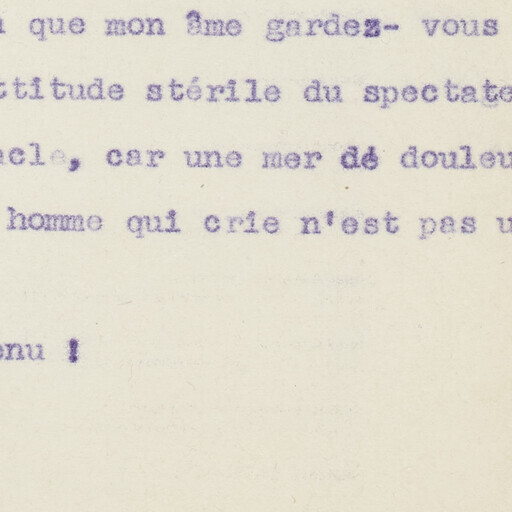 que mon âme gardez- vous
ttitude stérile du spectate
acle, car une mer dé douleu
homme qui crie n'est pas u
enu !